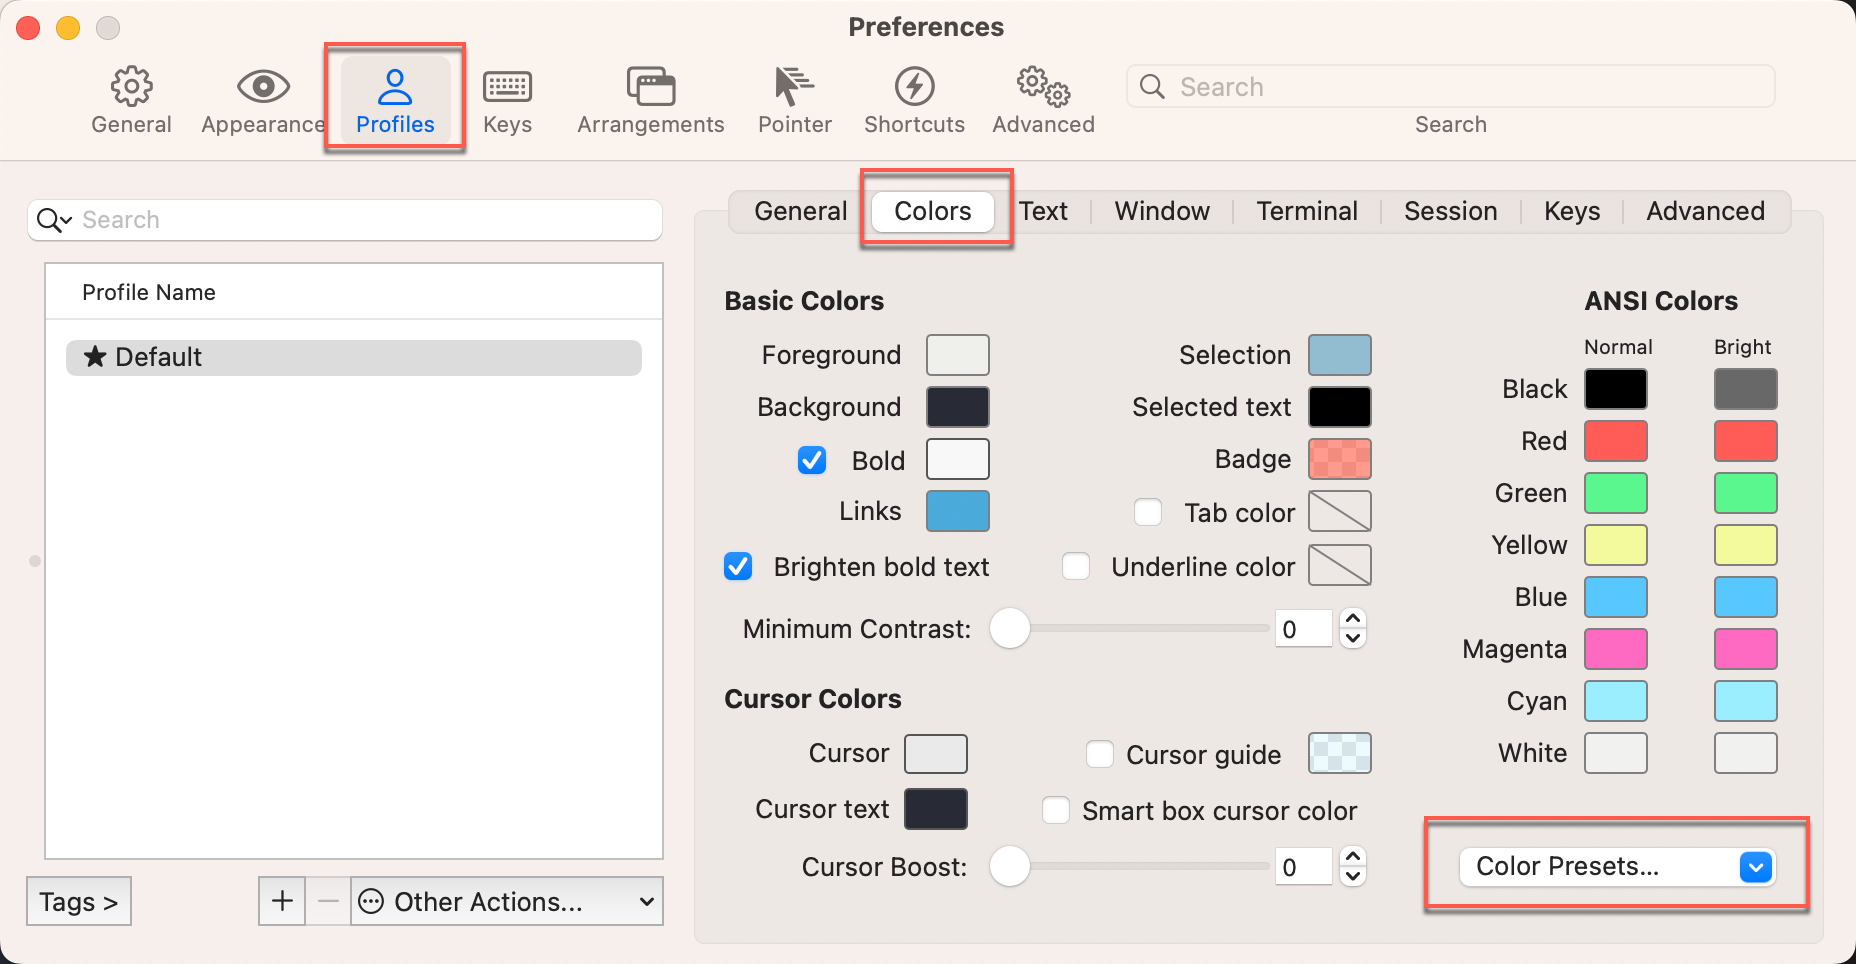 Preferences
General
Appearance
Profiles
Keys
Arrangements
Pointer
Shortcuts
Advanced
Search
Search
Search
Profile Name
★ Default
Tags >
+
−
Other Actions...
General
Colors
Text
Window
Terminal
Session
Keys
Advanced
Basic Colors
Foreground
Background
Bold
Links
Brighten bold text
Selection
Selected text
Badge
Tab color
Underline color
Minimum Contrast:
0
Cursor Colors
Cursor
Cursor text
Cursor guide
Smart box cursor color
Cursor Boost:
0
ANSI Colors
Normal
Bright
Black
Red
Green
Yellow
Blue
Magenta
Cyan
White
Color Presets...